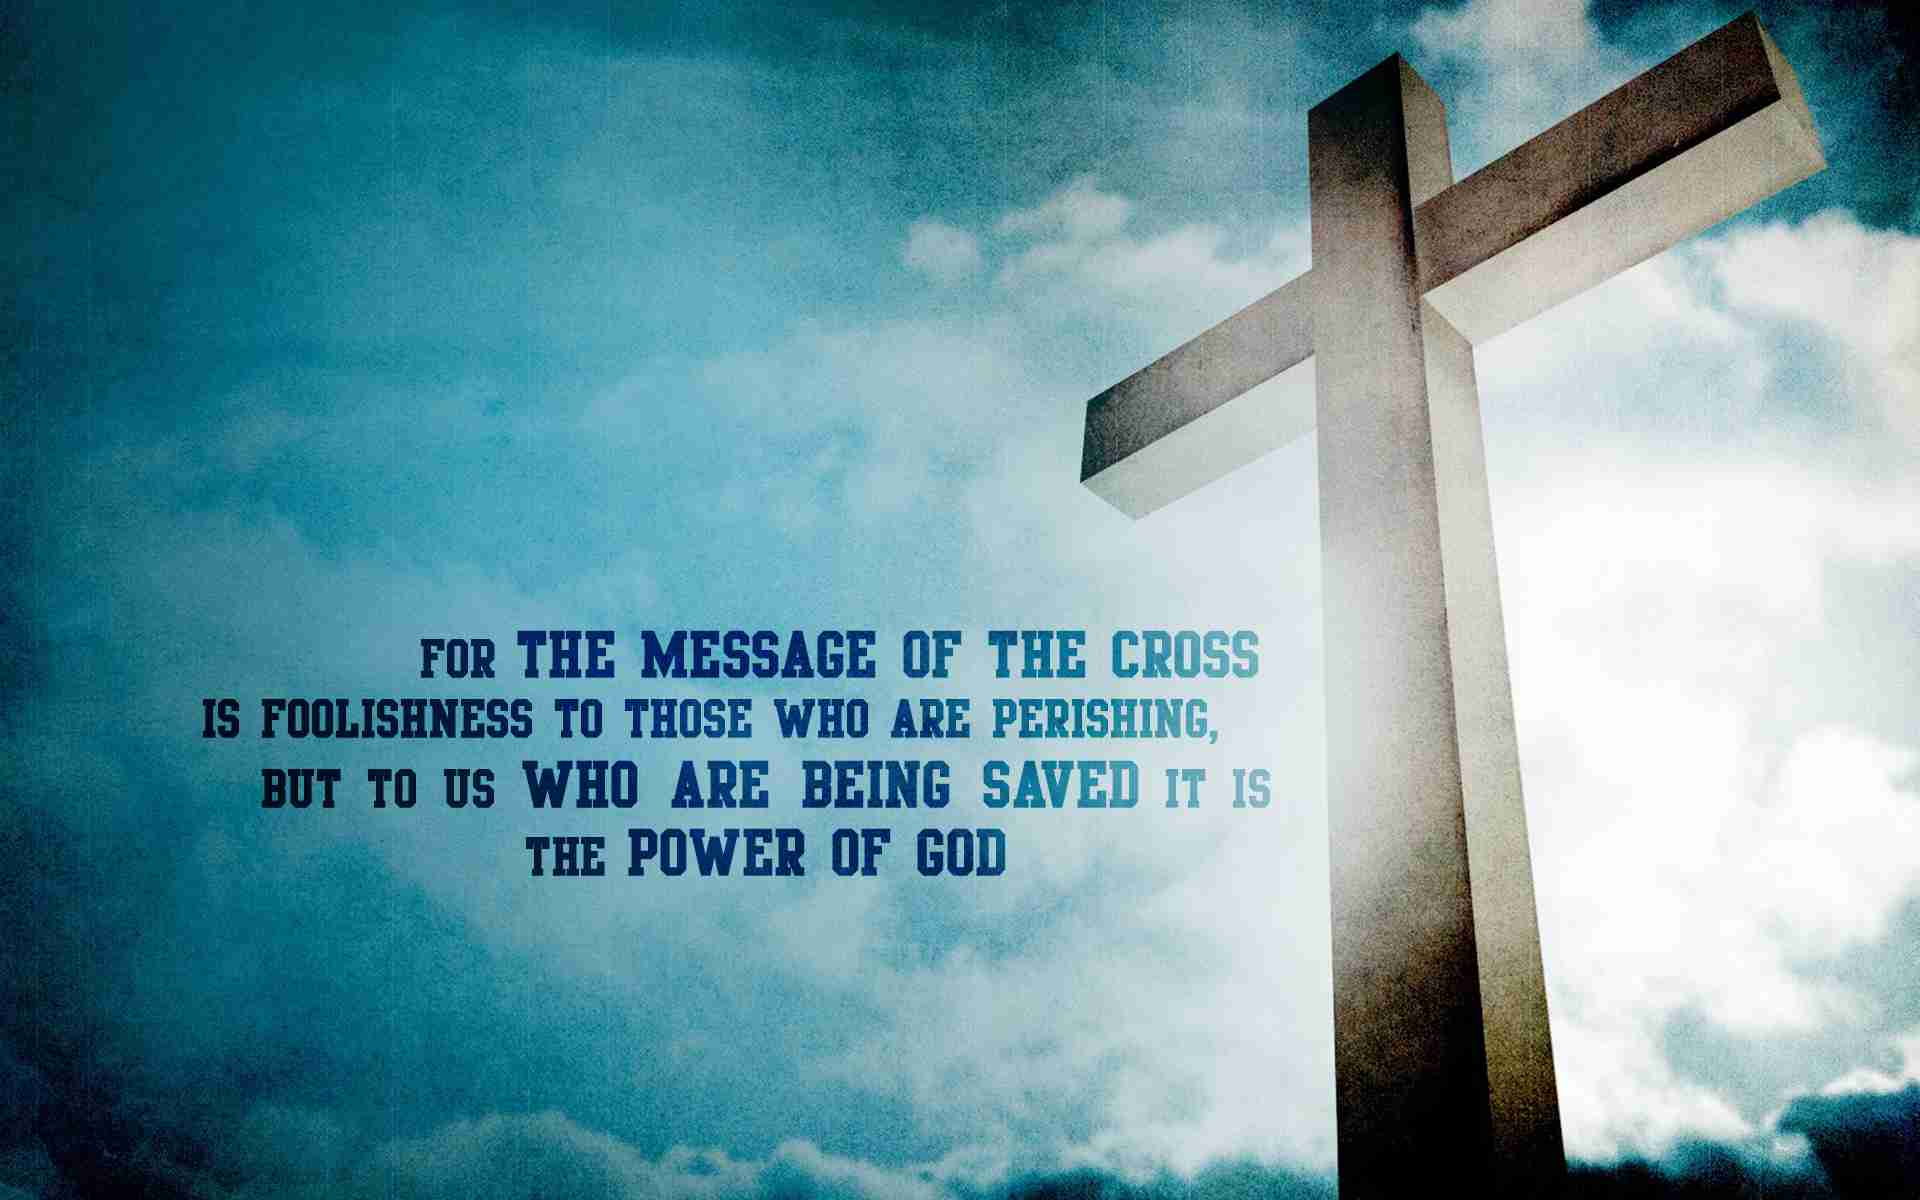 FOR THE MESSAGE OF THE CROSS
IS FOOLISHNESS TO THOSE WHO ARE PERISHING,
BUT TO US WHO ARE BEING SAVED IT IS
THE POWER OF GOD